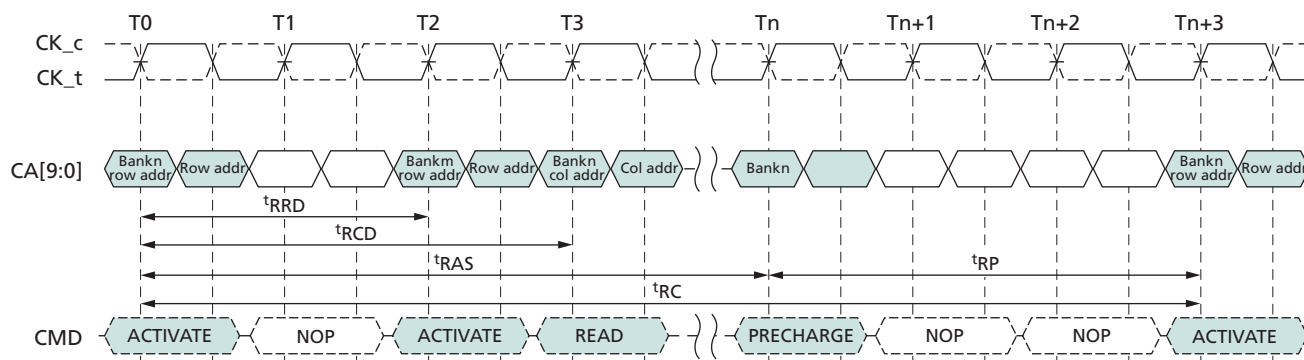 T0 T1 T2 T3 Tn Tn+1 Tn+2 Tn+3
CK_c
CK_t
CA[9:0]
Bankn row addr Row addr Bankm row addr Row addr Bankn col addr Col addr Bankn Bankn row addr Row addr
tRRD
tRCD
tRAS tRP
tRC
CMD ACTIVATE NOP ACTIVATE READ PRECHARGE NOP NOP ACTIVATE